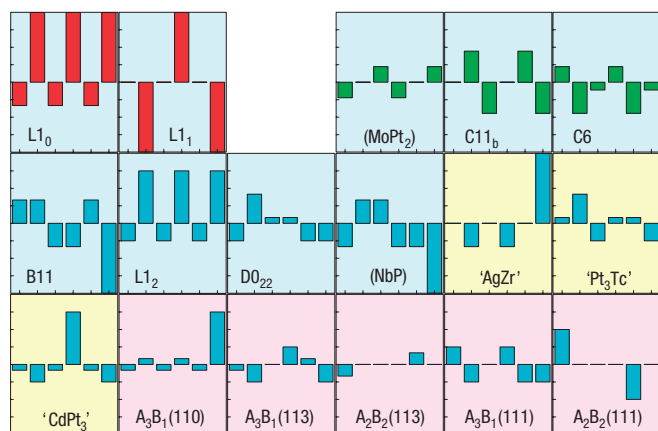 L1₀
L1₁
(MoPt₂)
C11b
C6
B11
L1₂
D0₂₂
(NbP)
'AgZr'
'Pt₃Tc'
'CdPt₃'
A₃B₁(110)
A₃B₁(113)
A₂B₂(113)
A₃B₁(111)
A₂B₂(111)